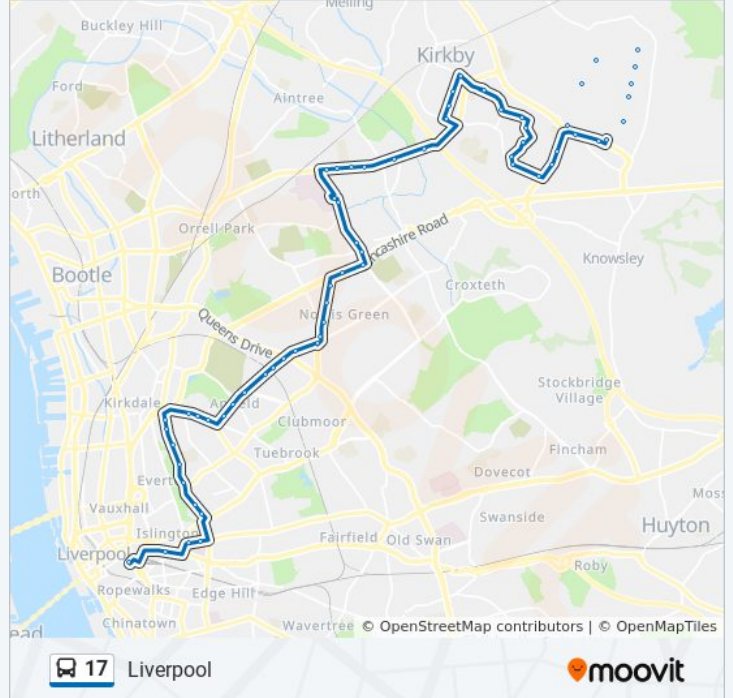 Melling
Buckley Hill
Kirkby
Ford
Aintree
Litherland
orth
Orrell Park
ncashire Road
Knowsley
Bootle
Croxteth
Norris Green
Queens Drive
Stockbridge
Village
Kirkdale
Anfield
Clubmoor
Tuebrook
Fincham
Dovecot
Evert
Moss
Vauxhall
Swanside
Huyton
Islington
Fairfield
Old Swan
Liverpool
Roby
Ropewalks
Edge Hill
Chinatown
Wavertree
ead
© OpenStreetMap contributors | © OpenMapTiles
17 Liverpool
moovit